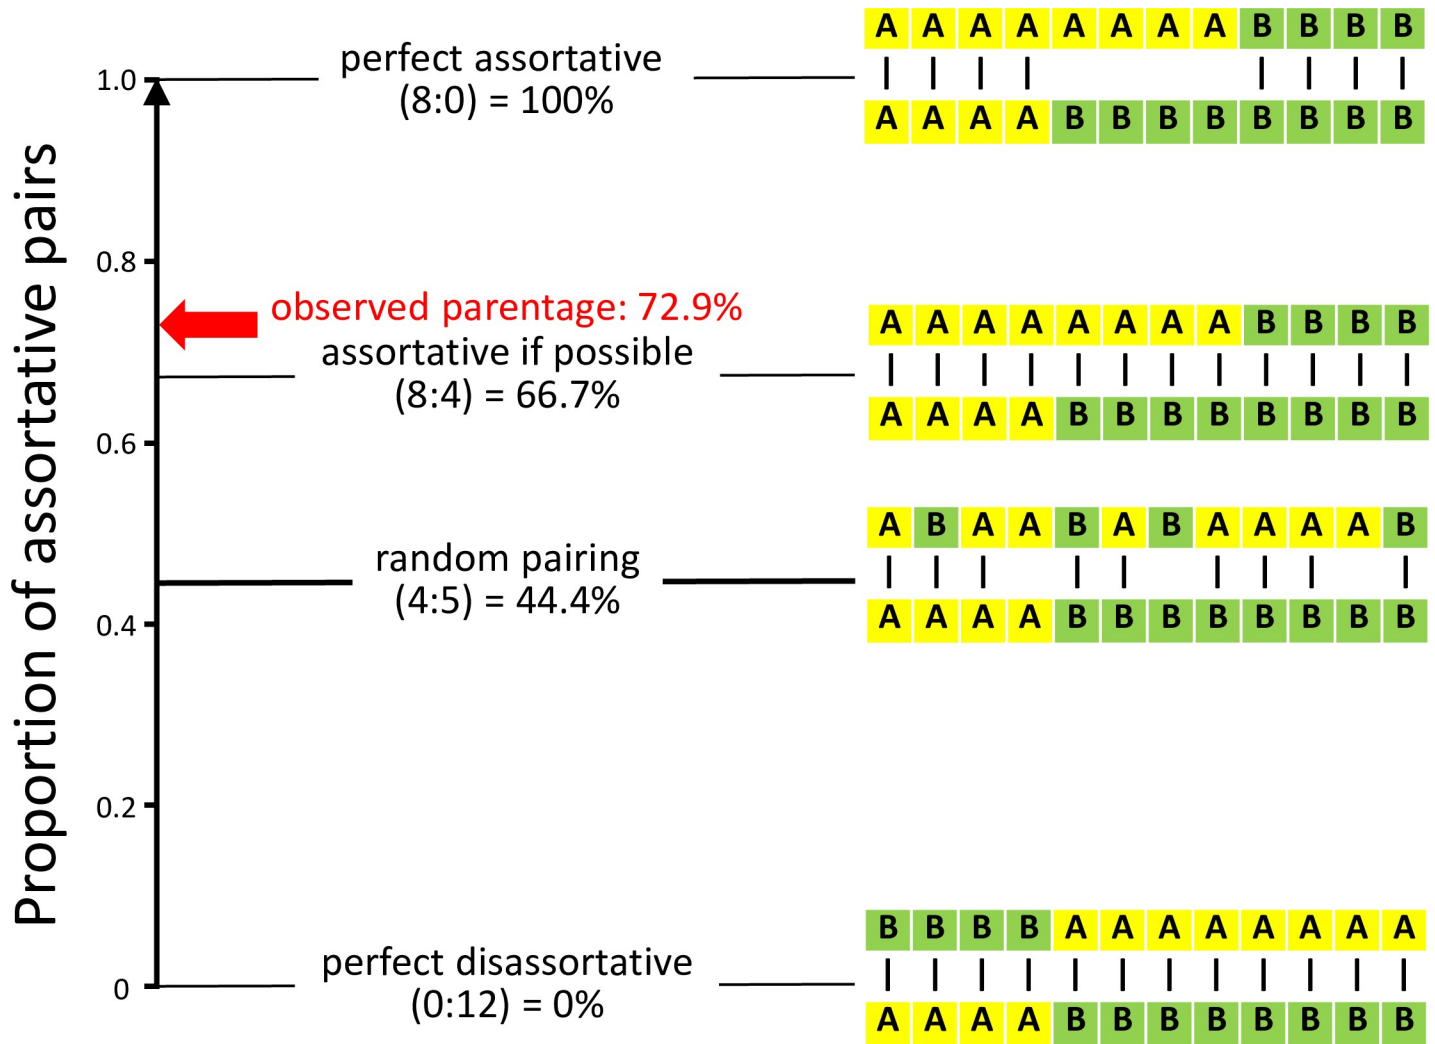 Proportion of assortative pairs
1.0
0.8
0.6
0.4
0.2
0
perfect assortative
(8:0) = 100%
A A A A A A A A B B B B
A A A A B B B B B B B B
observed parentage: 72.9%
assortative if possible
(8:4) = 66.7%
A A A A A A A A B B B B
A A A A B B B B B B B B
random pairing
(4:5) = 44.4%
A B A A B A B A A A A B
A A A A B B B B B B B B
perfect disassortative
(0:12) = 0%
B B B B A A A A A A A A
A A A A B B B B B B B B